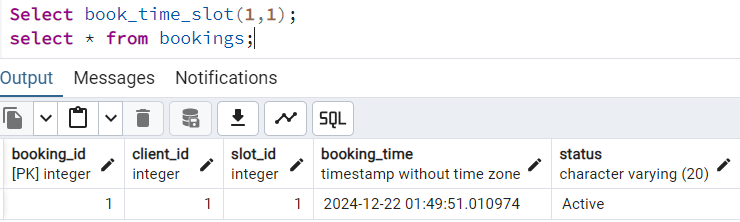 Select book_time_slot(1,1);
select * from bookings;
Output Messages Notifications
SQL
booking_id client_id slot_id booking_time status
[PK] integer integer integer timestamp without time zone character varying (20)
1 1 1 2024-12-22 01:49:51.010974 Active